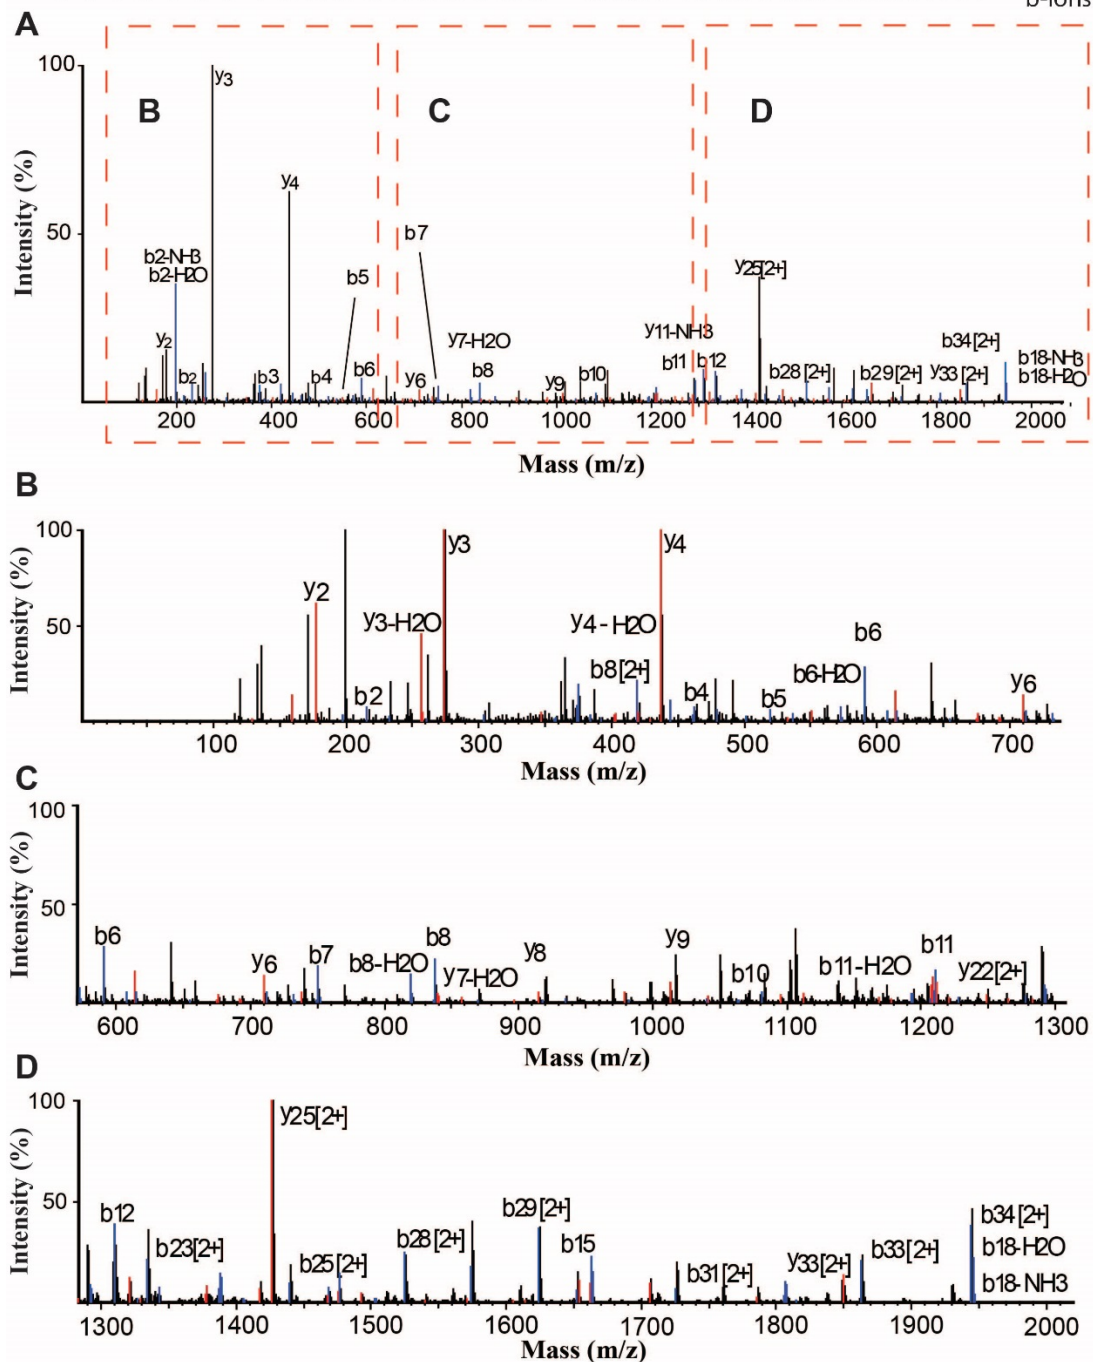 b-ions
A
B
C
D
100
50
Intensity (%)
y3
y4
b2-NH3
b2-H2O
y2
b2
b3
b4
b5
b6
b7
y6
y7-H2O
b8
y9
b10
y11-NH3
b11
b12
y25[2+]
b28[2+]
b29[2+]
y33[2+]
b34[2+]
b18-NH3
b18-H2O
200 400 600 800 1000 1200 1400 1600 1800 2000
Mass (m/z)
B
100
50
Intensity (%)
y2
y3-H2O
y3
b2
y4-H2O
b8[2+]
y4
b4
b5
b6-H2O
b6
y6
100 200 300 400 500 600 700
Mass (m/z)
C
100
50
Intensity (%)
b6
y6
b7
b8-H2O
b8
y7-H2O
y8
y9
b10
b11-H2O
b11
y22[2+]
600 700 800 900 1000 1100 1200 1300
Mass (m/z)
D
100
50
Intensity (%)
b12
b23[2+]
y25[2+]
b25[2+]
b28[2+]
b29[2+]
b15
b31[2+]
y33[2+]
b33[2+]
b34[2+]
b18-H2O
b18-NH3
1300 1400 1500 1600 1700 1800 1900 2000
Mass (m/z)